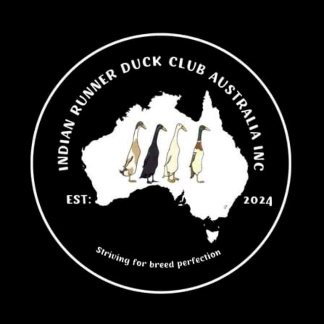 INDIAN RUNNER DUCK CLUB AUSTRALIA INC
EST: 2024
Striving for breed perfection